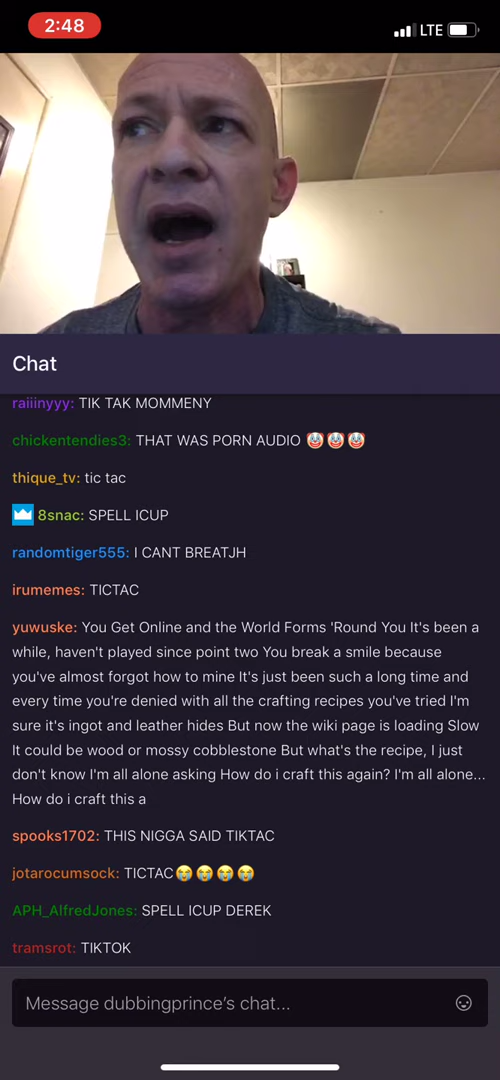 2:48
LTE
Chat
raiiinyyy: TIK TAK MOMMENY
chickentendies3: THAT WAS PORN AUDIO 🤡🤡🤡
thique_tv: tic tac
8snac: SPELL ICUP
randomtiger555: I CANT BREATJH
irumemes: TICTAC
yuwuske: You Get Online and the World Forms 'Round You It's been a
while, haven't played since point two You break a smile because
you've almost forgot how to mine It's just been such a long time and
every time you're denied with all the crafting recipes you've tried I'm
sure it's ingot and leather hides But now the wiki page is loading Slow
It could be wood or mossy cobblestone But what's the recipe, I just
don't know I'm all alone asking How do i craft this again? I'm all alone...
How do i craft this a
spooks1702: THIS NIGGA SAID TIKTAC
jotarocumsock: TICTAC😭😭😭😭
APH_AlfredJones: SPELL ICUP DEREK
tramsrot: TIKTOK
Message dubbingprince's chat...